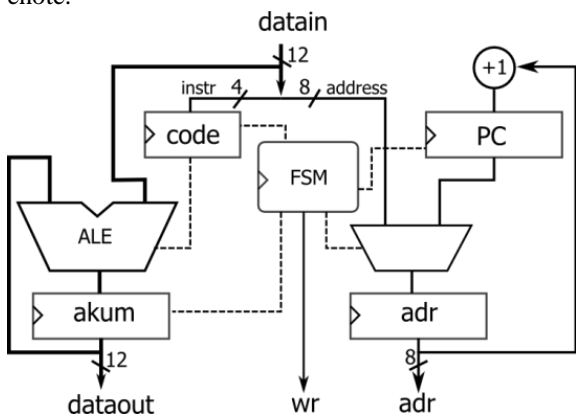 enote.
datain
12
+1
instr 4 8 address
code
PC
FSM
ALE
akum
adr
12
8
dataout
wr
adr